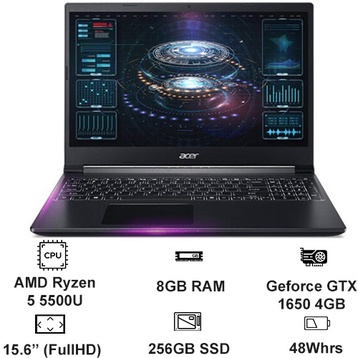 acer
CPU
AMD Ryzen
5 5500U
8GB RAM
Geforce GTX
1650 4GB
15.6” (FullHD)
256GB SSD
48Whrs